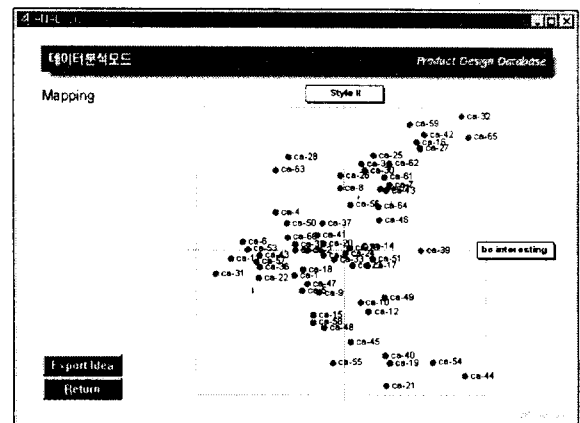 데이터분석모드
Product Design Database
Mapping
Style II
ca-32
ca-59
ca-42
ca-65
ca-16
ca-27
ca-28
ca-25
ca-62
ca-30
ca-63
ca-61
ca-8
ca-43
ca-64
ca-4
ca-46
ca-50
ca-37
ca-41
ca-6
ca-53
ca-14
ca-39
be interesting
ca-51
ca-17
ca-31
ca-36
ca-18
ca-22
ca-1
ca-47
ca-9
ca-49
ca-10
ca-12
ca-15
ca-48
ca-45
ca-40
ca-55
ca-19
ca-54
ca-44
ca-21
Export Idea
Return